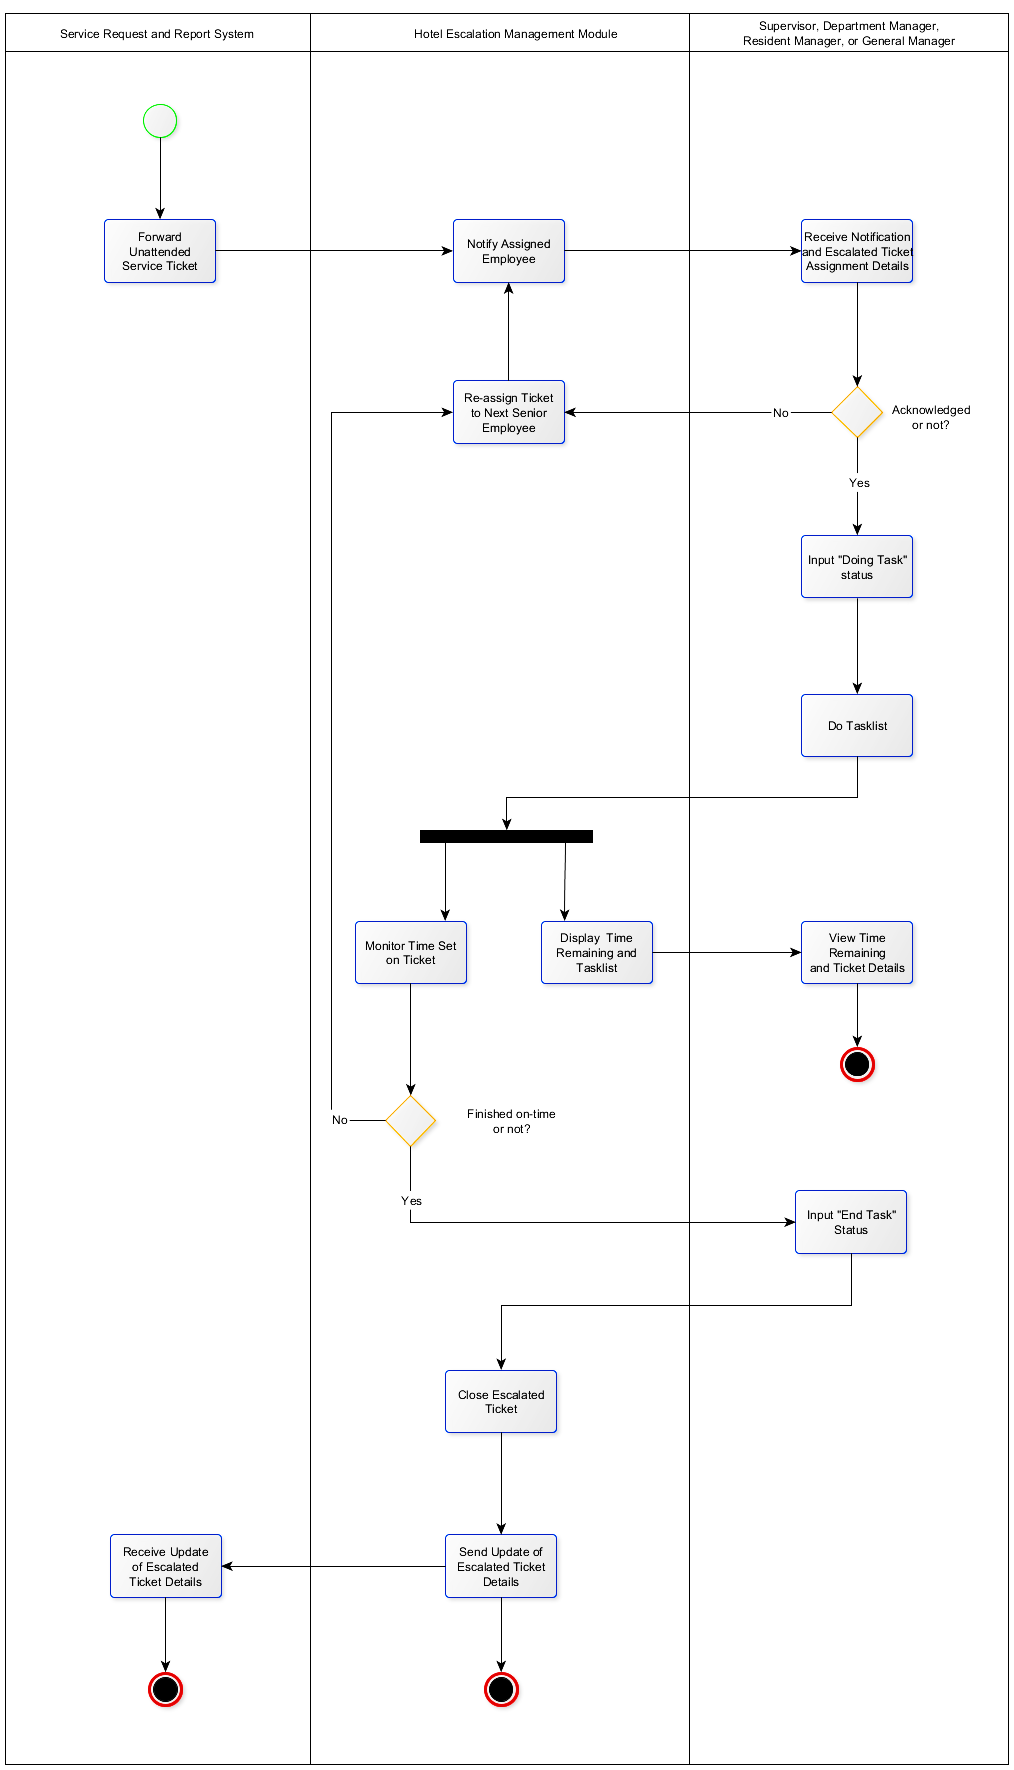 Service Request and Report System
Hotel Escalation Management Module
Supervisor, Department Manager,
Resident Manager, or General Manager
Forward
Unattended
Service Ticket
Notify Assigned
Employee
Receive Notification
and Escalated Ticket
Assignment Details
Re-assign Ticket
to Next Senior
Employee
No
Acknowledged
or not?
Yes
Input "Doing Task"
status
Do Tasklist
Monitor Time Set
on Ticket
Display  Time
Remaining and
Tasklist
View Time
Remaining
and Ticket Details
No
Finished on-time
or not?
Yes
Input "End Task"
Status
Close Escalated
Ticket
Receive Update
of Escalated
Ticket Details
Send Update of
Escalated Ticket
Details